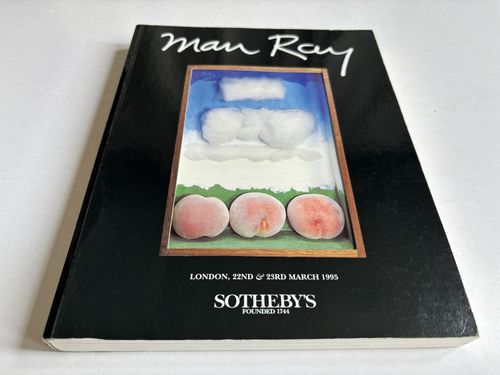 Man Ray
LONDON, 22ND & 23RD MARCH 1995
SOTHEBY'S
FOUNDED 1744